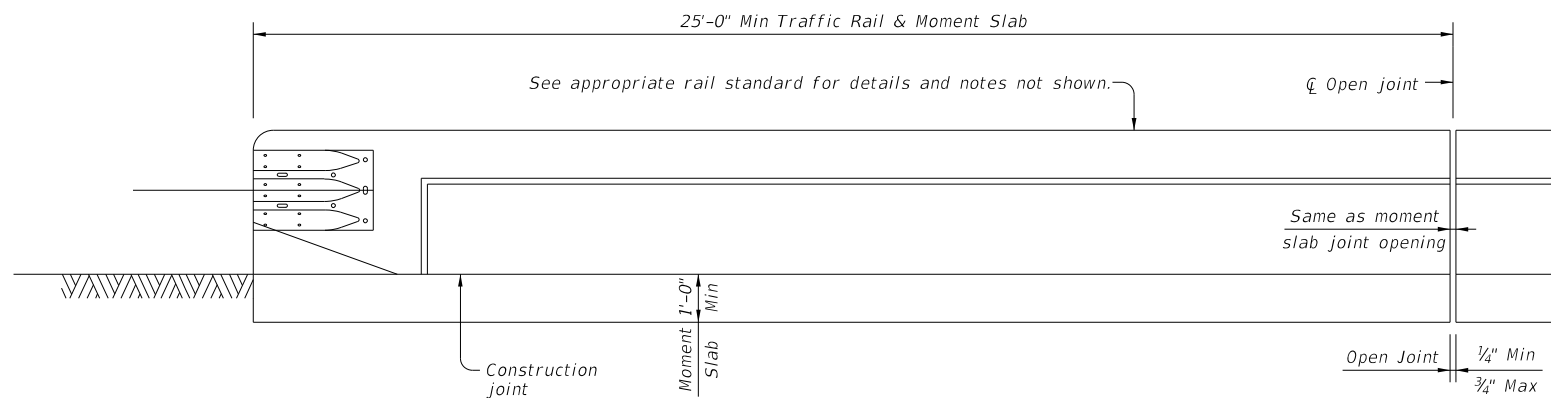 25'-0" Min Traffic Rail & Moment Slab
See appropriate rail standard for details and notes not shown.
℄ Open joint
Same as moment
slab joint opening
Moment 1'-0"
Slab Min
Construction
joint
Open Joint
¼" Min
¾" Max